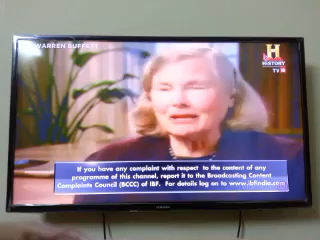 WARREN BUFFETT
H
HISTORY
TV 18
If you have any complaint with respect to the content of any
programme of this channel, report it to the Broadcasting Content
Complaints Council (BCCC) of IBF. For details log on to www.ibfindia.com